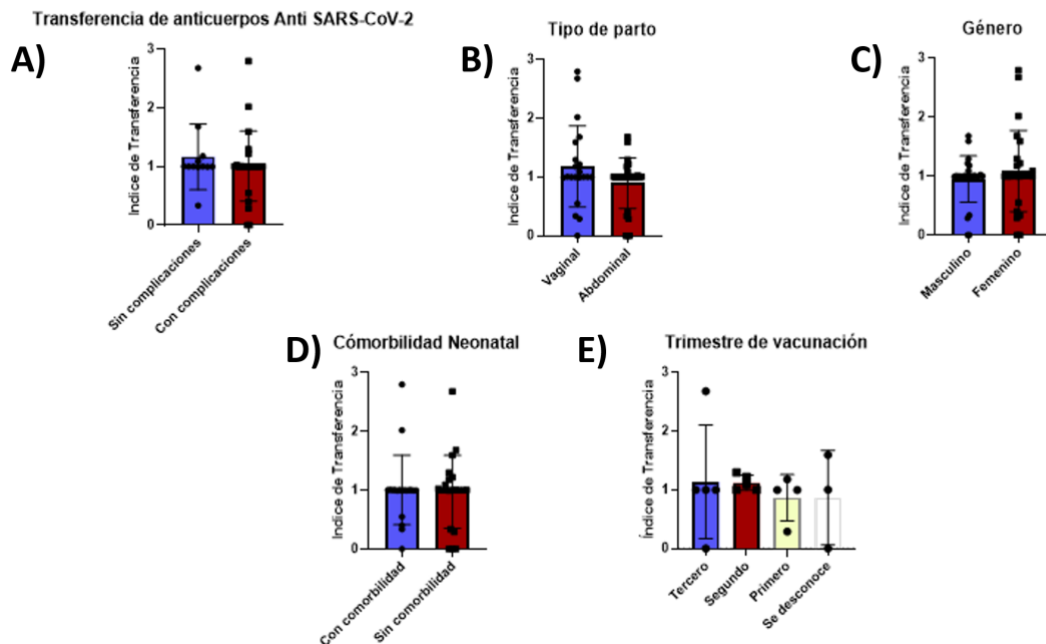 Transferencia de anticuerpos Anti SARS-CoV-2
A)
Indice de Transferencia
3
2
1
0
Sin complicaciones
Con complicaciones
Tipo de parto
B)
Indice de Transferencia
3
2
1
0
Vaginal
Abdominal
Género
C)
Indice de Transferencia
3
2
1
0
Masculino
Femenino
D)
Cómorbilidad Neonatal
Índice de Transferencia
3
2
1
0
Con comorbilidad
Sin comorbilidad
E)
Trimestre de vacunación
Índice de Transferencia
3
2
1
0
Tercero
Segundo
Primero
Se desconoce